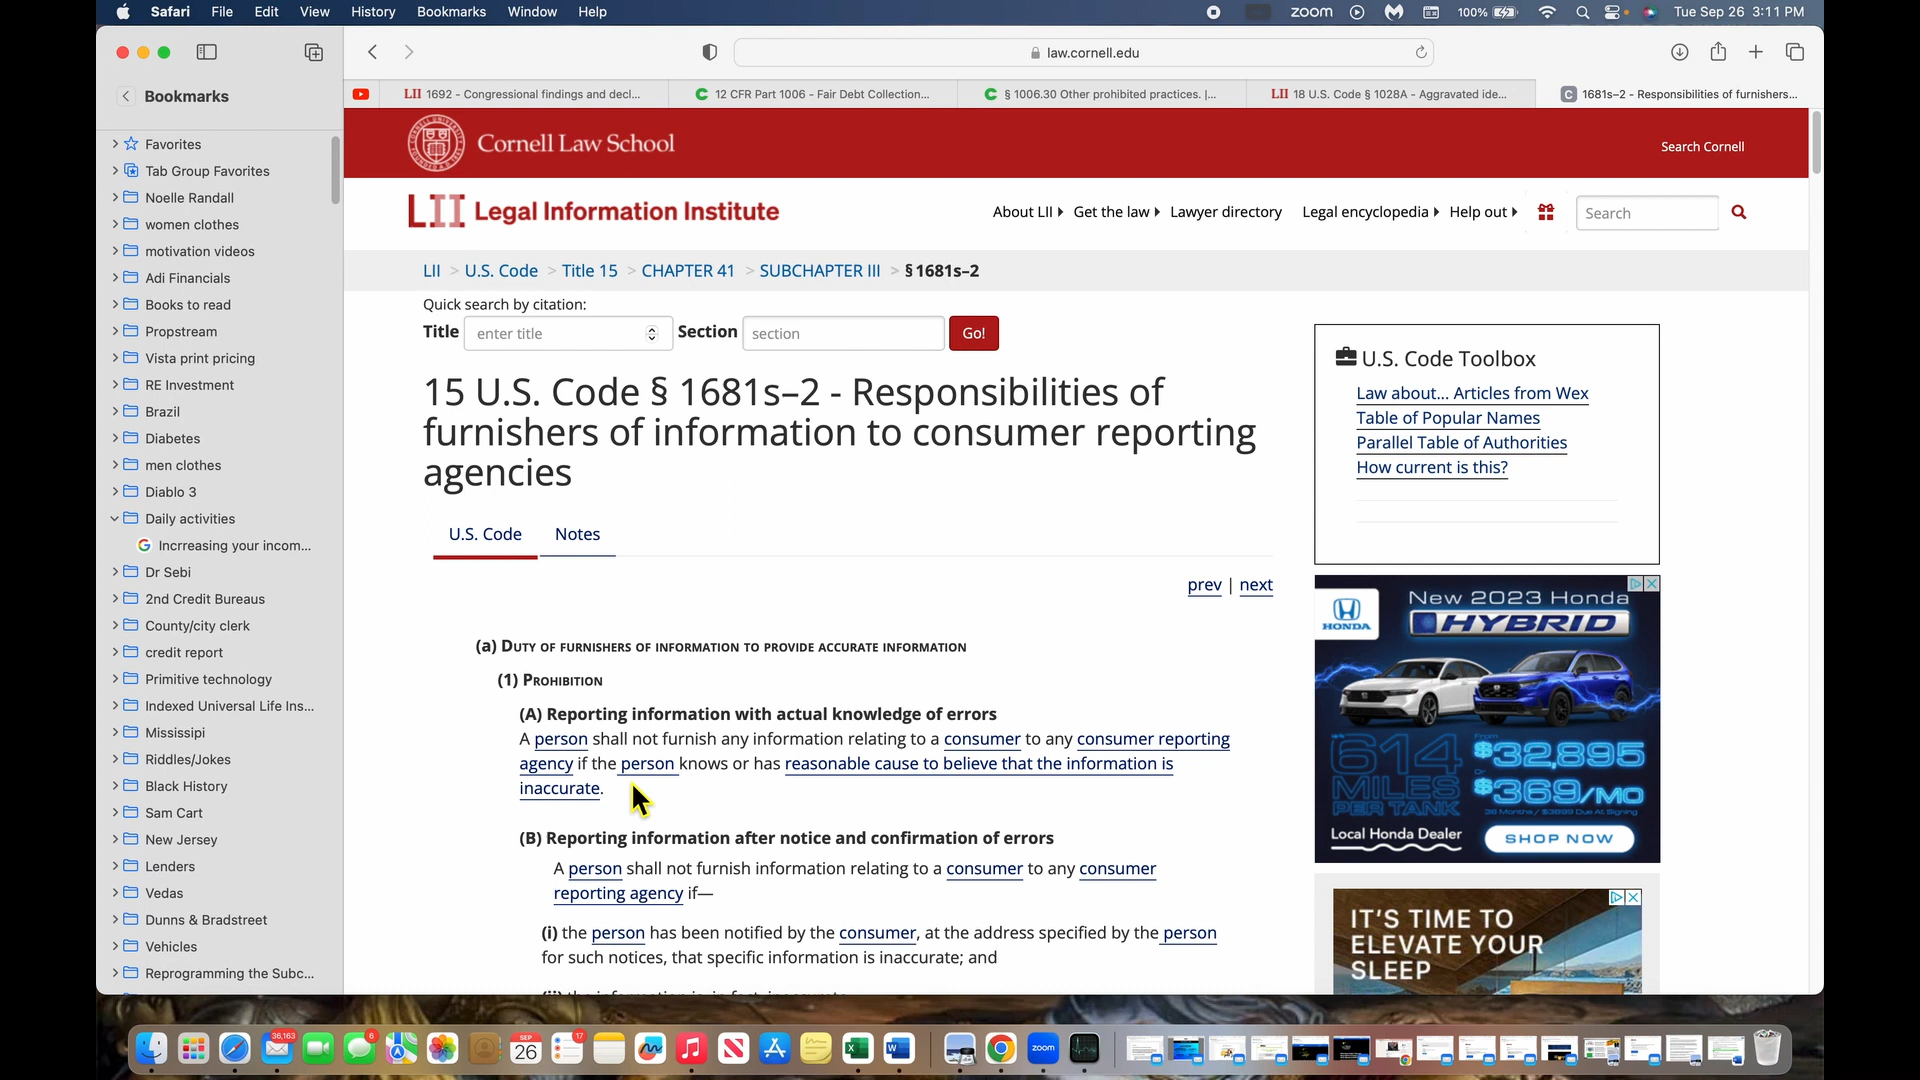 Safari File Edit View History Bookmarks Window Help
zoom 100% Tue Sep 26 3:11 PM
law.cornell.edu
Bookmarks
LII 1692 - Congressional findings and decl...
12 CFR Part 1006 - Fair Debt Collection...
§ 1006.30 Other prohibited practices. |...
LII 18 U.S. Code § 1028A - Aggravated ide...
C 1681s–2 - Responsibilities of furnishers...
Favorites
Tab Group Favorites
Noelle Randall
women clothes
motivation videos
Adi Financials
Books to read
Propstream
Vista print pricing
RE Investment
Brazil
Diabetes
men clothes
Diablo 3
Daily activities
Incrreasing your incom...
Dr Sebi
2nd Credit Bureaus
County/city clerk
credit report
Primitive technology
Indexed Universal Life Ins...
Mississipi
Riddles/Jokes
Black History
Sam Cart
New Jersey
Lenders
Vedas
Dunns & Bradstreet
Vehicles
Reprogramming the Subc...
Cornell Law School
Search Cornell
LII Legal Information Institute
About LII Get the law Lawyer directory Legal encyclopedia Help out Search
LII > U.S. Code > Title 15 > CHAPTER 41 > SUBCHAPTER III > § 1681s–2
Quick search by citation:
Title enter title Section section Go!
15 U.S. Code § 1681s–2 - Responsibilities of
furnishers of information to consumer reporting
agencies
U.S. Code Notes
prev | next
(a) Duty of furnishers of information to provide accurate information
(1) Prohibition
(A) Reporting information with actual knowledge of errors
A person shall not furnish any information relating to a consumer to any consumer reporting
agency if the person knows or has reasonable cause to believe that the information is
inaccurate.
(B) Reporting information after notice and confirmation of errors
A person shall not furnish information relating to a consumer to any consumer
reporting agency if—
(i) the person has been notified by the consumer, at the address specified by the person
for such notices, that specific information is inaccurate; and
U.S. Code Toolbox
Law about... Articles from Wex
Table of Popular Names
Parallel Table of Authorities
How current is this?
HONDA
New 2023 Honda
HYBRID
614
MILES
PER TANK
From
$32,895
$369/MO
Local Honda Dealer
SHOP NOW
IT'S TIME TO
ELEVATE YOUR
SLEEP
36,163
6
SEP
26
17
zoom